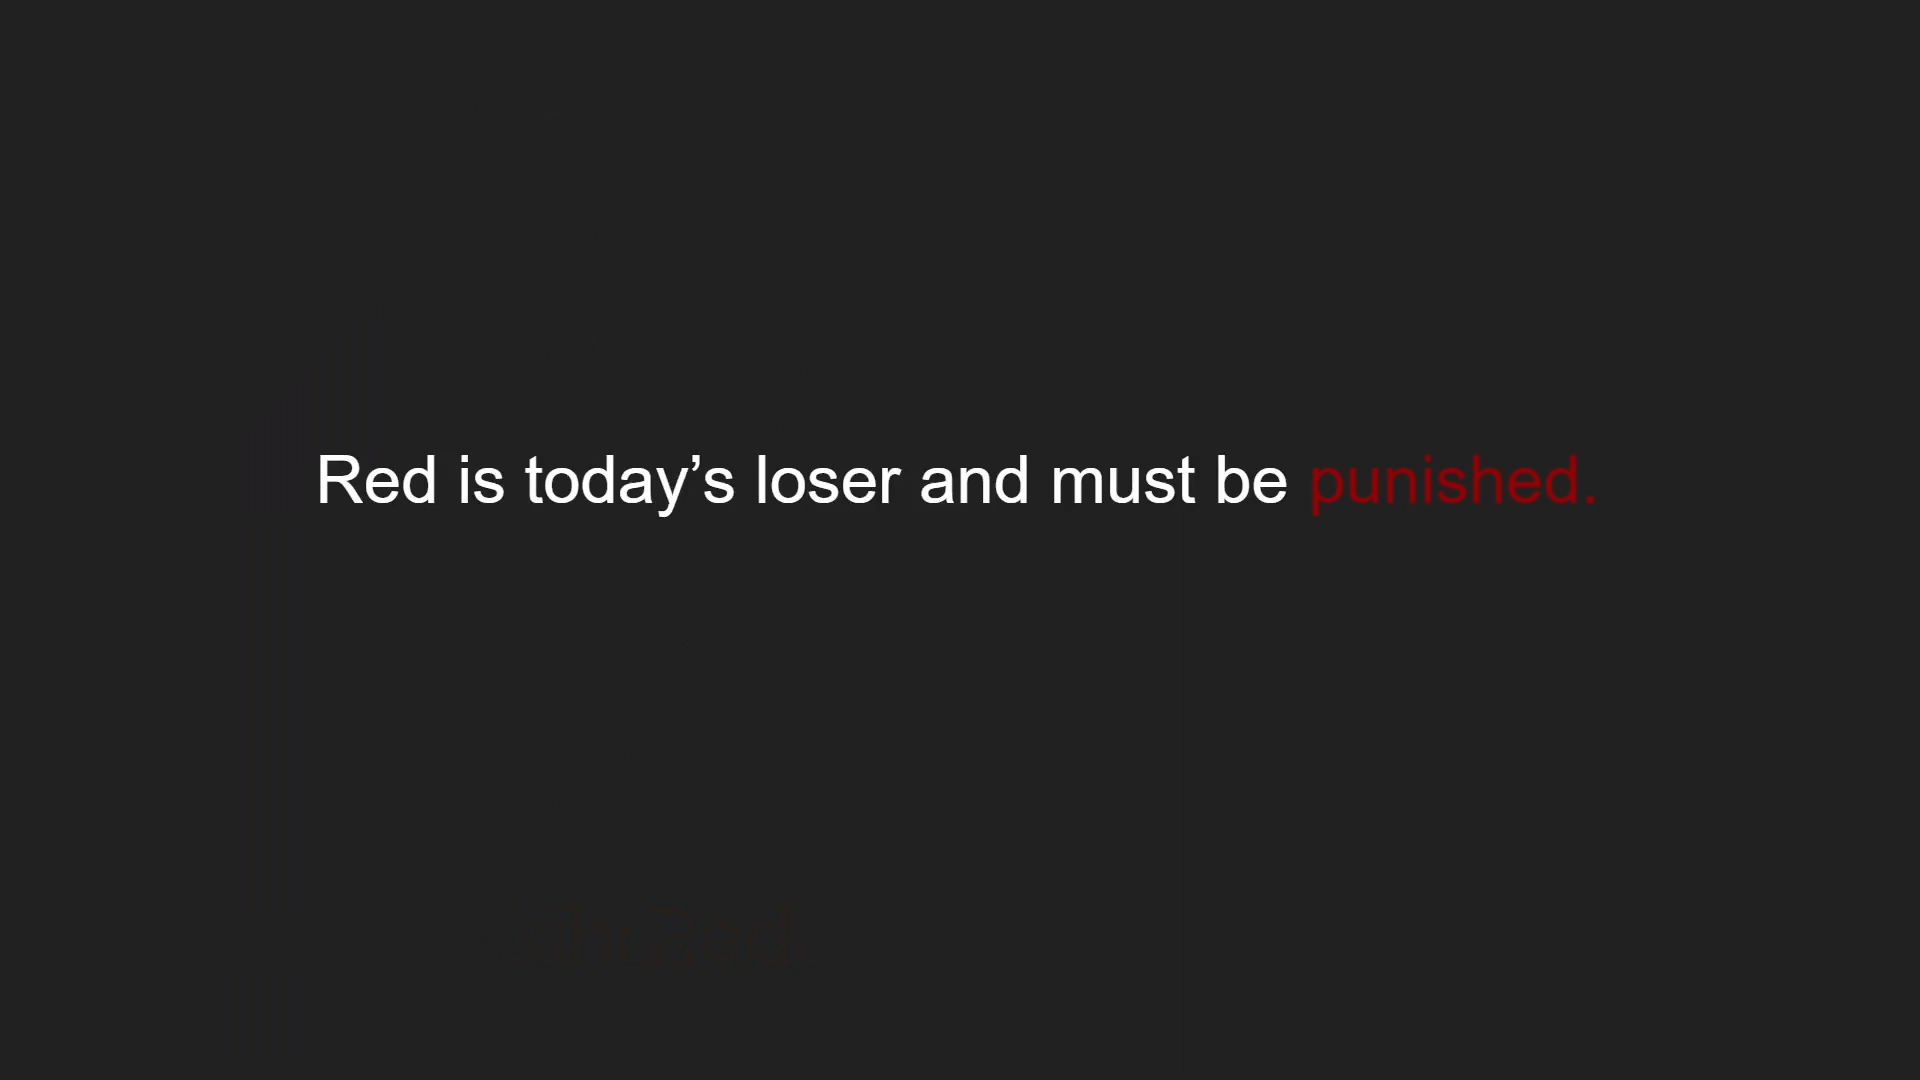 Red is today’s loser and must be punished.